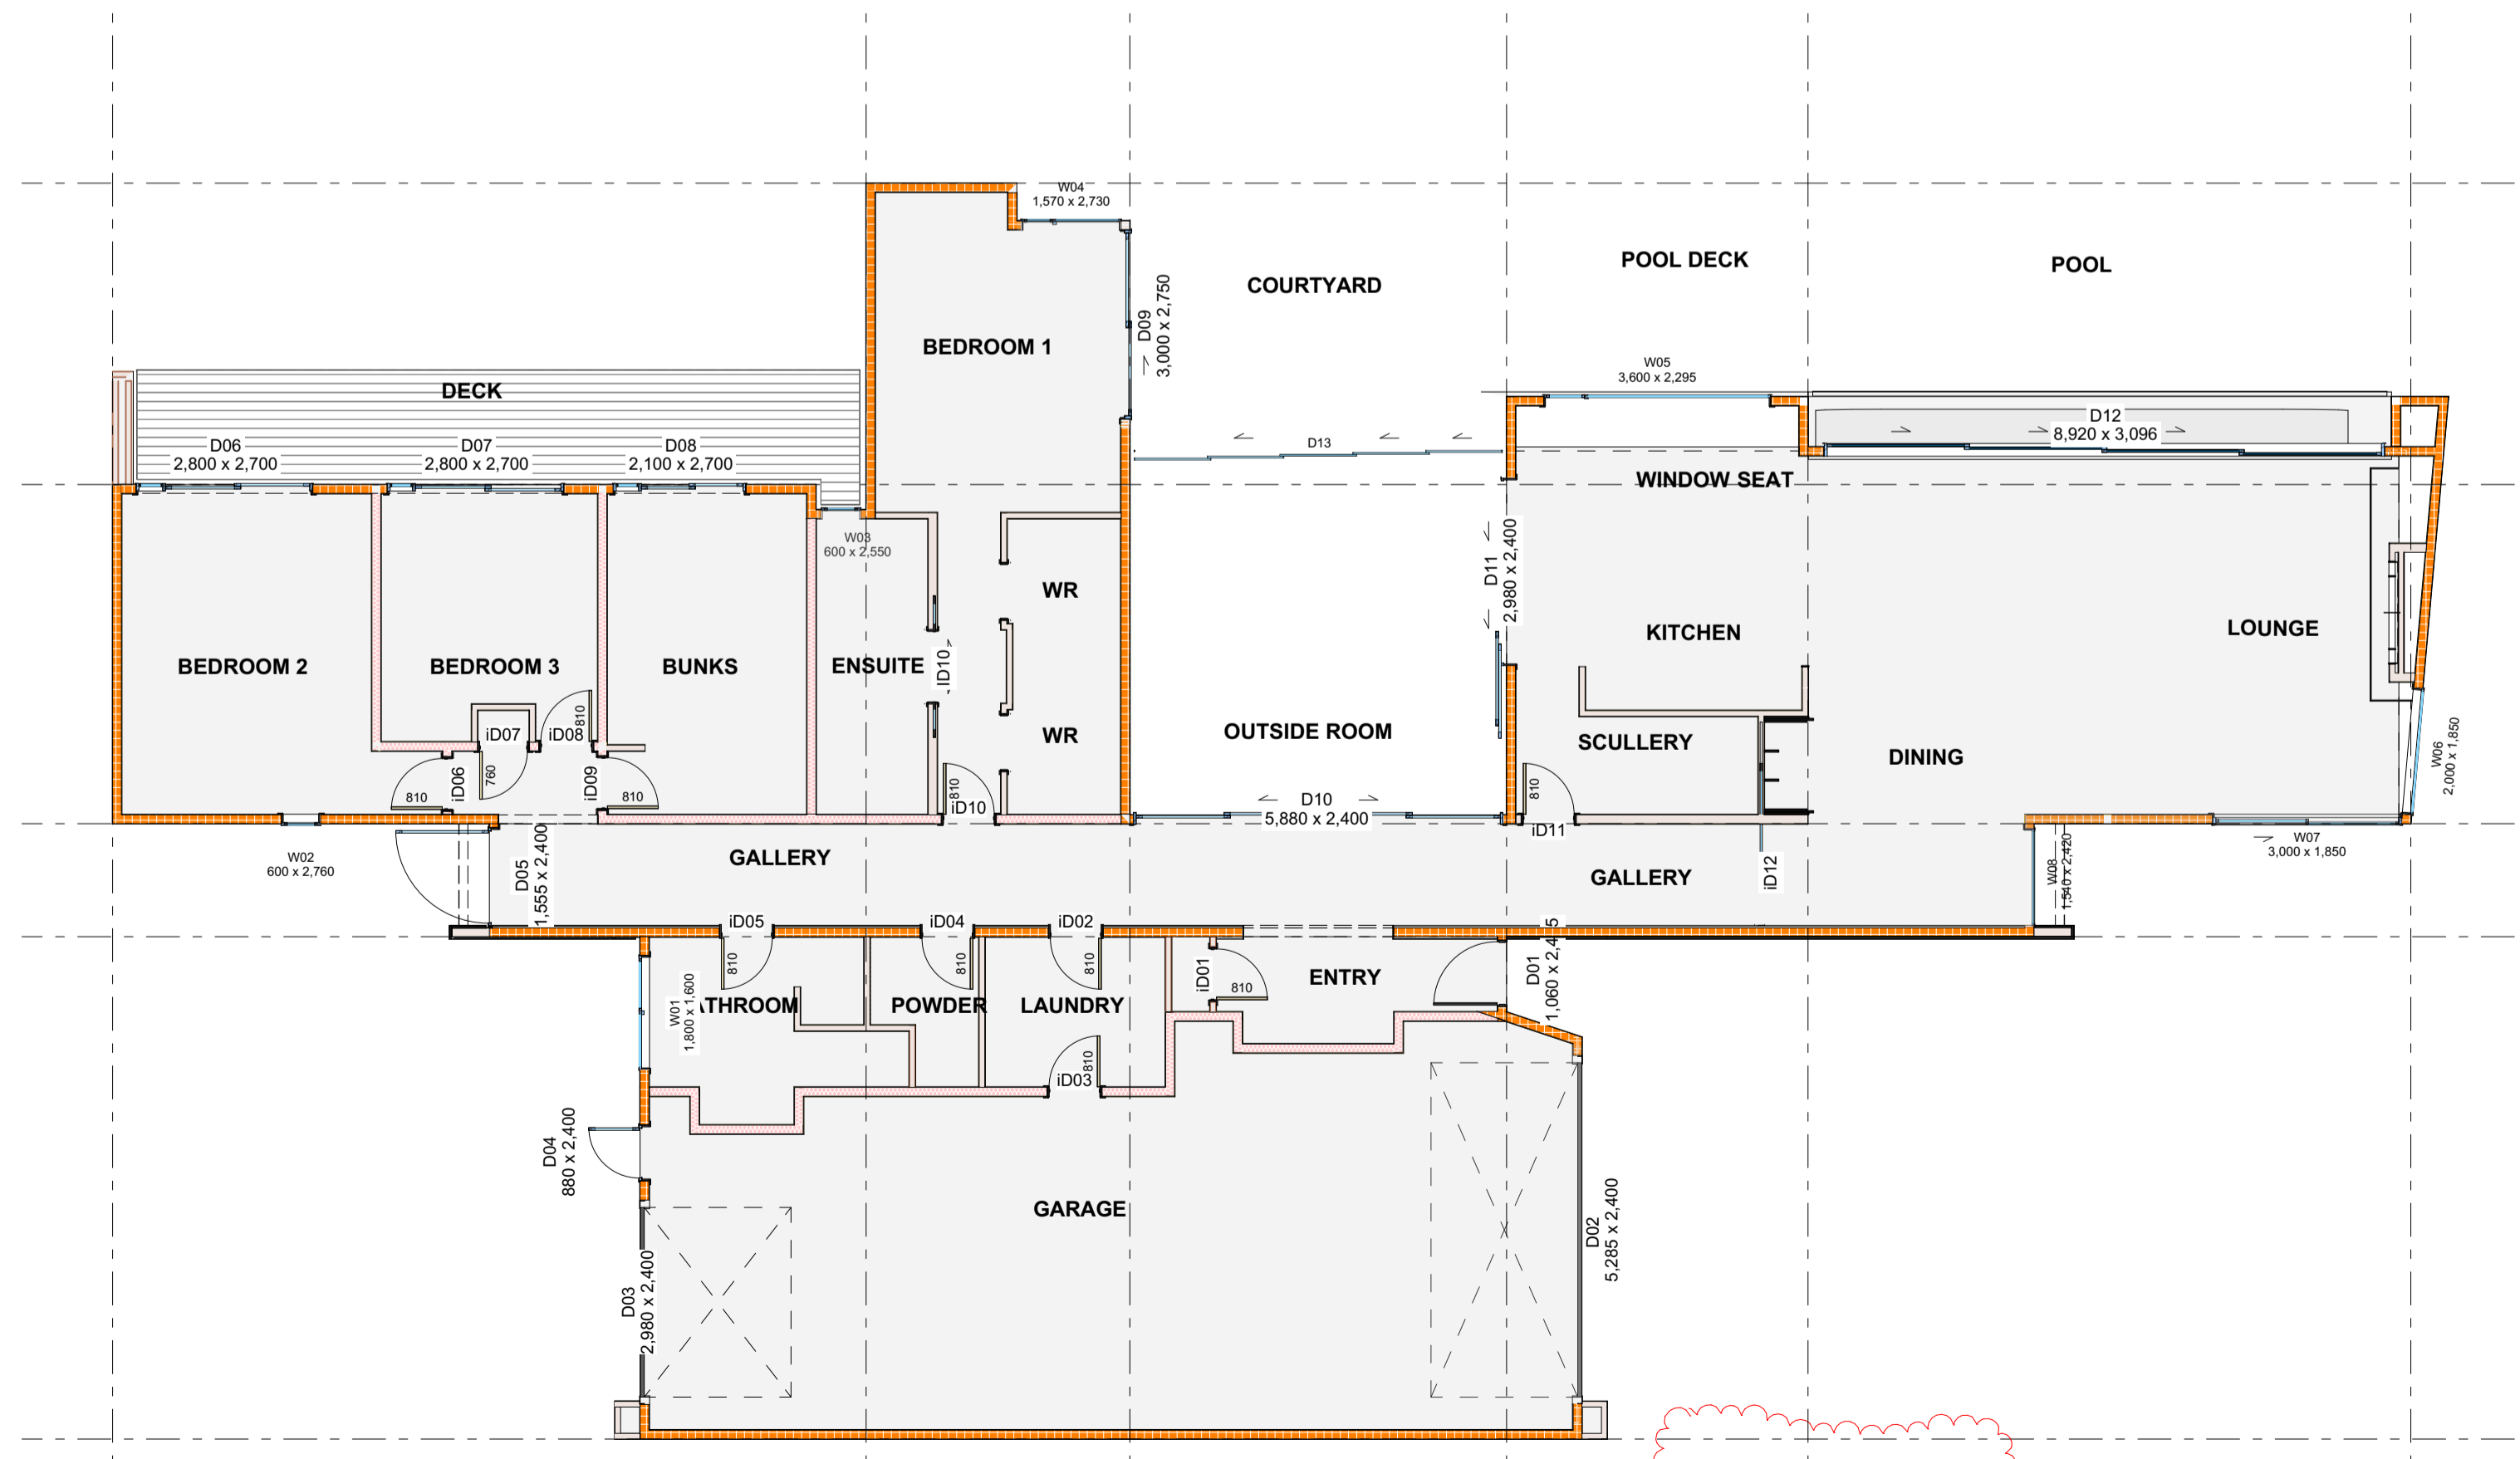 W04
1,570 x 2,730
POOL DECK
POOL
COURTYARD
D09
3,000 x 2,750
BEDROOM 1
W05
3,600 x 2,295
DECK
D12
8,920 x 3,096
D06
2,800 x 2,700
D07
2,800 x 2,700
D08
2,100 x 2,700
D13
WINDOW SEAT
W03
600 x 2,550
D11
2,980 x 2,400
WR
KITCHEN
LOUNGE
BEDROOM 2
BEDROOM 3
BUNKS
ENSUITE
iD10
810
iD07
iD08
WR
OUTSIDE ROOM
SCULLERY
DINING
W06
2,000 x 1,850
iD06
760
iD09
810
810
810
iD10
810
iD11
D10
5,880 x 2,400
W07
3,000 x 1,850
W02
600 x 2,760
D05
1,555 x 2,400
GALLERY
GALLERY
iD12
W08
1,540 x 2,420
iD05
iD04
iD02
810
810
810
iD01
810
ENTRY
D01
W01
1,800 x 1,600
ATHROOM
POWDER
LAUNDRY
810
iD03
D04
880 x 2,400
GARAGE
D02
5,285 x 2,400
D03
2,980 x 2,400